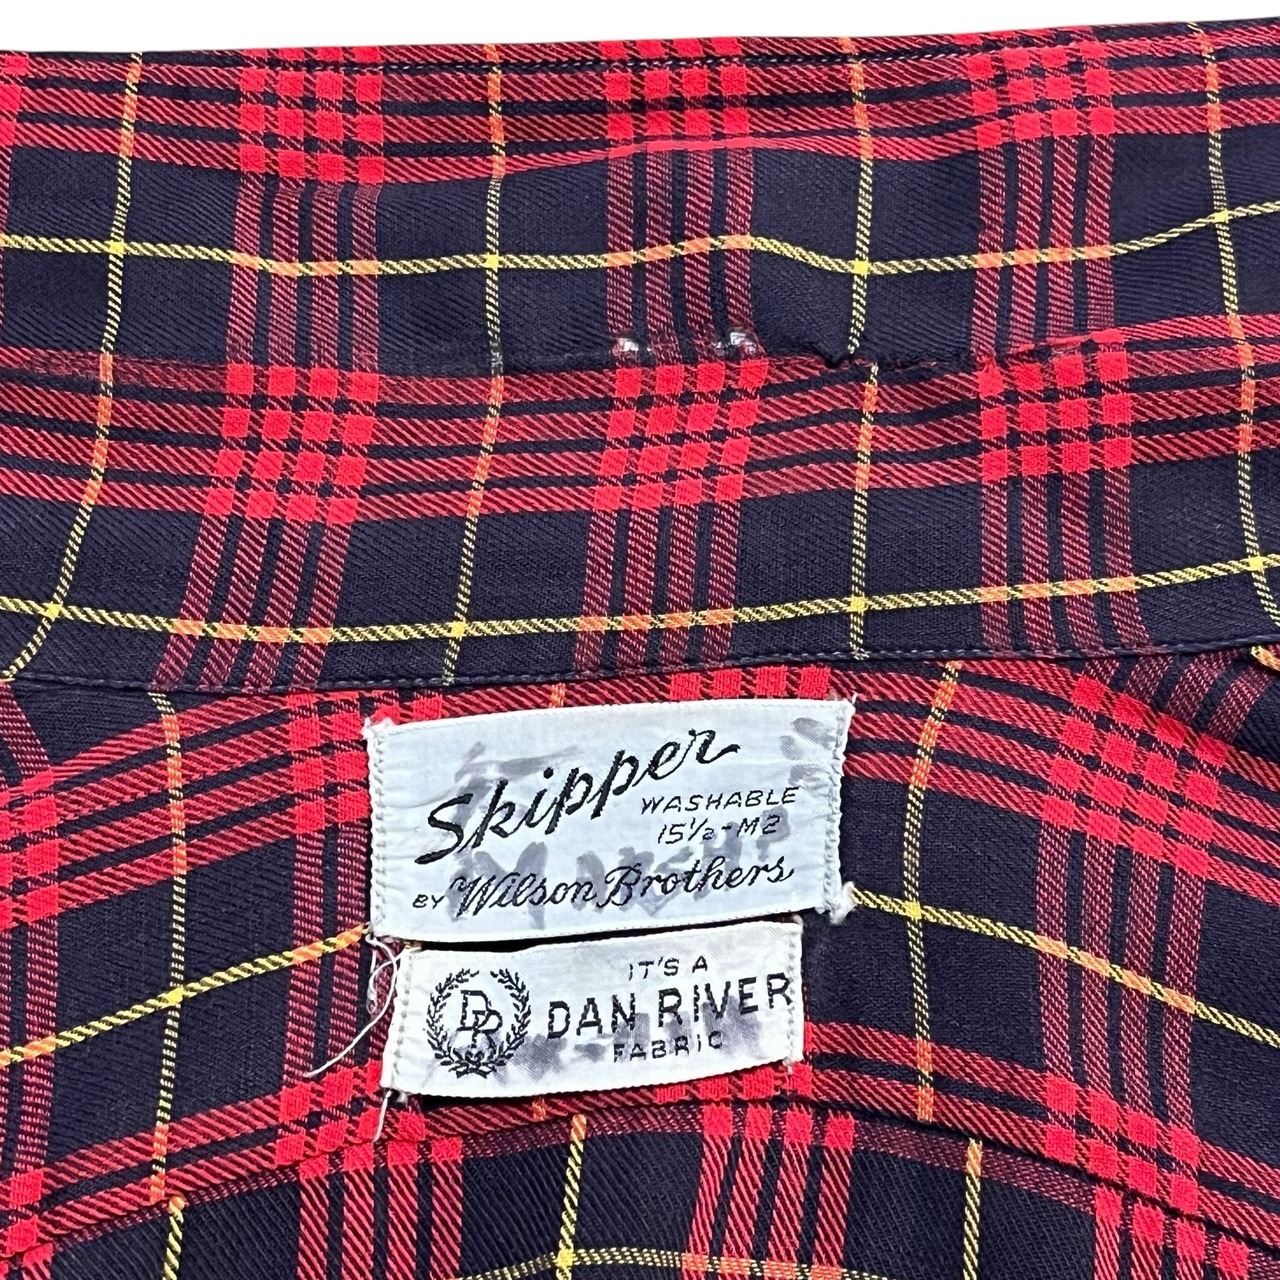 Skipper
WASHABLE
15½-M2
BY Wilson Brothers
IT'S A
DR
DAN RIVER
FABRIC